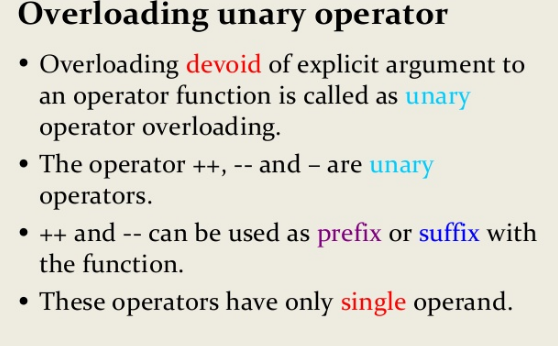 Overloading unary operator
• Overloading devoid of explicit argument to
an operator function is called as unary
operator overloading.
• The operator ++, -- and – are unary
operators.
• ++ and -- can be used as prefix or suffix with
the function.
• These operators have only single operand.